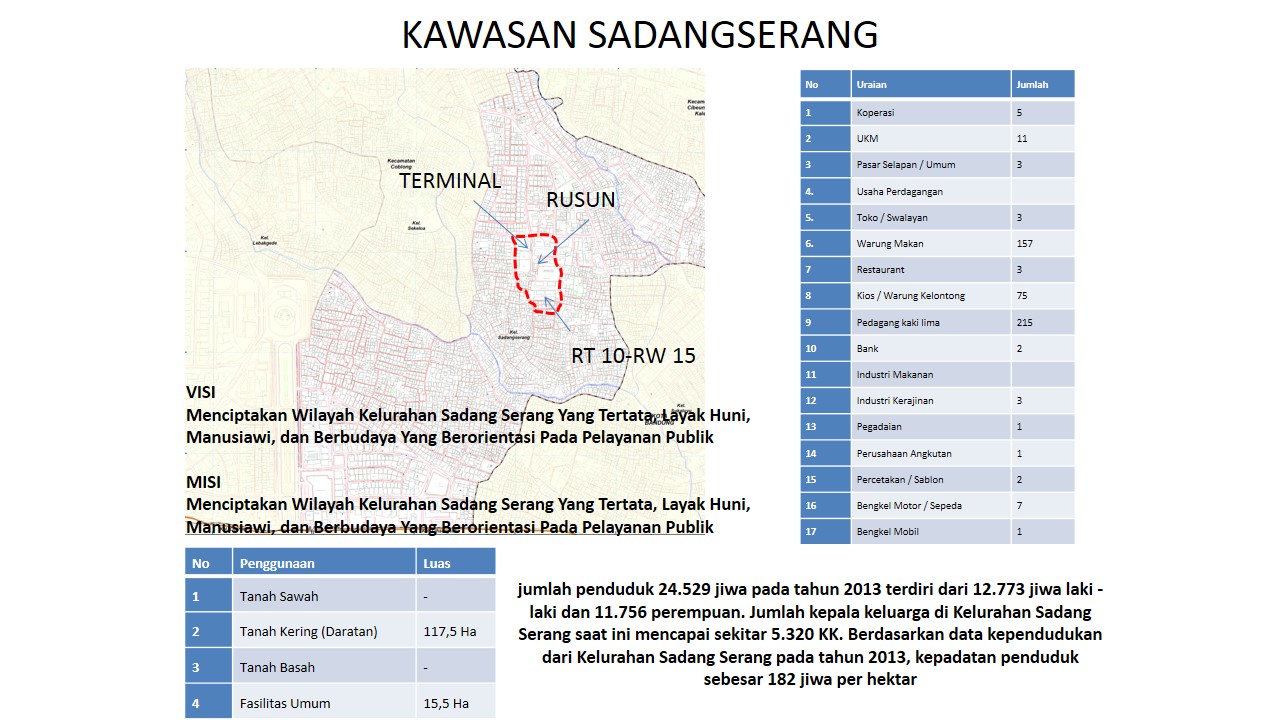 KAWASAN SADANGSERANG
Kecamatan
Coblong
TERMINAL
RUSUN
Kel.
Lebakgede
Kel.
Sekeloa
Kel.
Sadangserang
RT 10-RW 15
KOTA
BANDUNG
VISI
Menciptakan Wilayah Kelurahan Sadang Serang Yang Tertata, Layak Huni,
Manusiawi, dan Berbudaya Yang Berorientasi Pada Pelayanan Publik
MISI
Menciptakan Wilayah Kelurahan Sadang Serang Yang Tertata, Layak Huni,
Manusiawi, dan Berbudaya Yang Berorientasi Pada Pelayanan Publik
No Uraian Jumlah
1 Koperasi 5
2 UKM 11
3 Pasar Selapan / Umum 3
4. Usaha Perdagangan
5. Toko / Swalayan 3
6. Warung Makan 157
7 Restaurant 3
8 Kios / Warung Kelontong 75
9 Pedagang kaki lima 215
10 Bank 2
11 Industri Makanan
12 Industri Kerajinan 3
13 Pegadaian 1
14 Perusahaan Angkutan 1
15 Percetakan / Sablon 2
16 Bengkel Motor / Sepeda 7
17 Bengkel Mobil 1
No Penggunaan Luas
1 Tanah Sawah -
2 Tanah Kering (Daratan) 117,5 Ha
3 Tanah Basah -
4 Fasilitas Umum 15,5 Ha
jumlah penduduk 24.529 jiwa pada tahun 2013 terdiri dari 12.773 jiwa laki -
laki dan 11.756 perempuan. Jumlah kepala keluarga di Kelurahan Sadang
Serang saat ini mencapai sekitar 5.320 KK. Berdasarkan data kependudukan
dari Kelurahan Sadang Serang pada tahun 2013, kepadatan penduduk
sebesar 182 jiwa per hektar